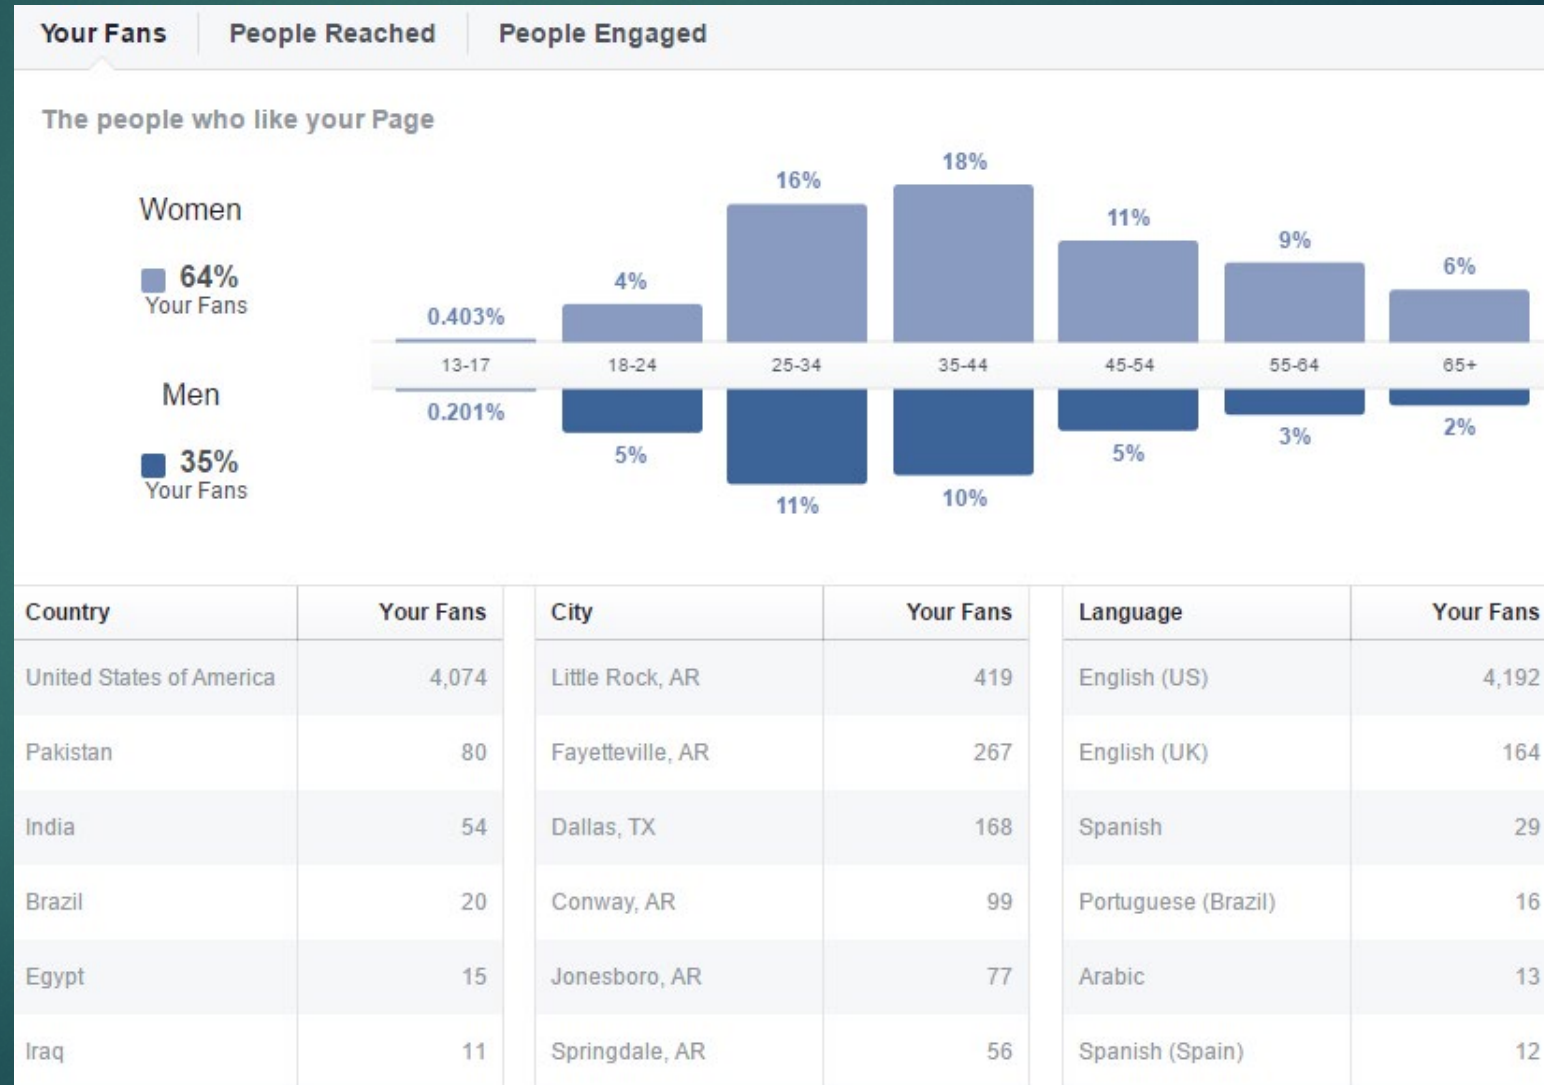 Your Fans People Reached People Engaged
The people who like your Page
Women
64%
Your Fans
Men
35%
Your Fans
0.403% 4% 16% 18% 11% 9% 6%
13-17 18-24 25-34 35-44 45-54 55-64 65+
0.201% 5% 11% 10% 5% 3% 2%
Country Your Fans City Your Fans Language Your Fans
United States of America 4,074 Little Rock, AR 419 English (US) 4,192
Pakistan 80 Fayetteville, AR 267 English (UK) 164
India 54 Dallas, TX 168 Spanish 29
Brazil 20 Conway, AR 99 Portuguese (Brazil) 16
Egypt 15 Jonesboro, AR 77 Arabic 13
Iraq 11 Springdale, AR 56 Spanish (Spain) 12